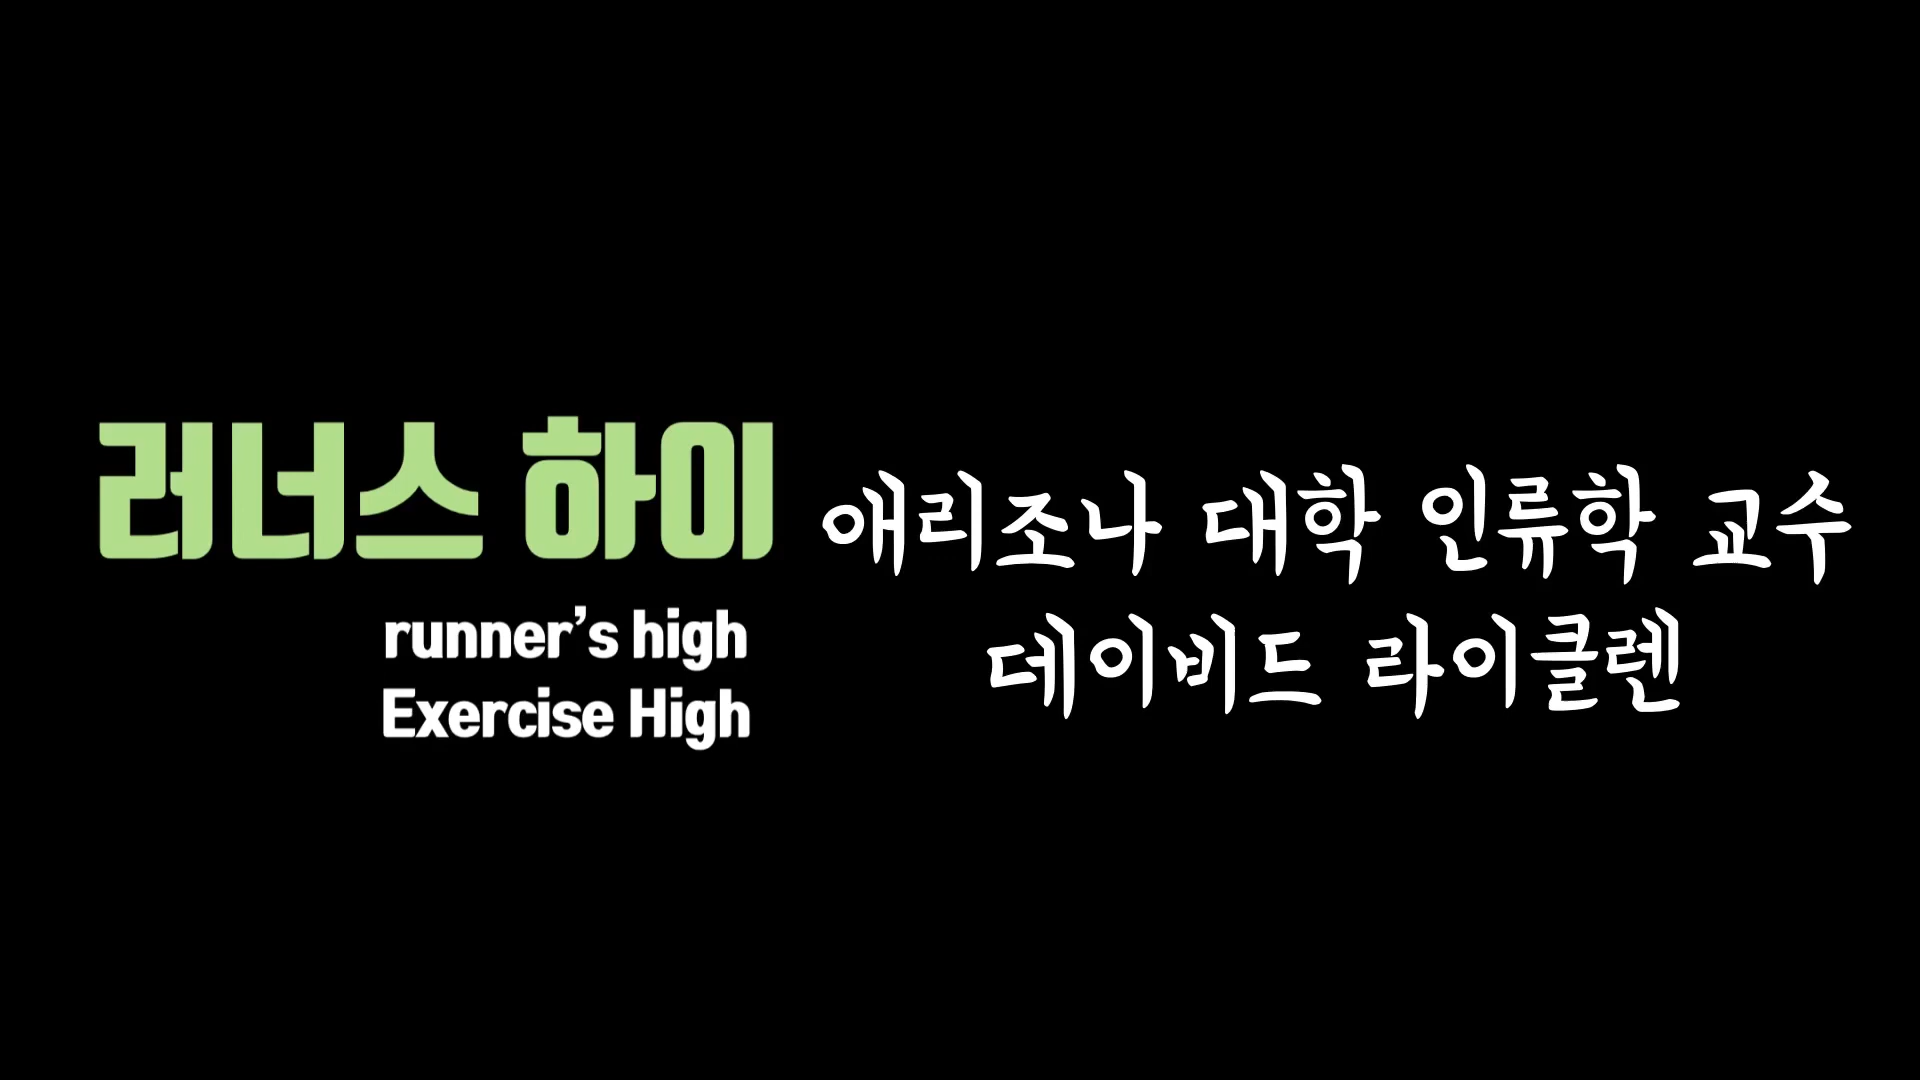 러너스 하이
runner's high
Exercise High
애리조나 대학 인류학 교수
데이비드 라이클렌